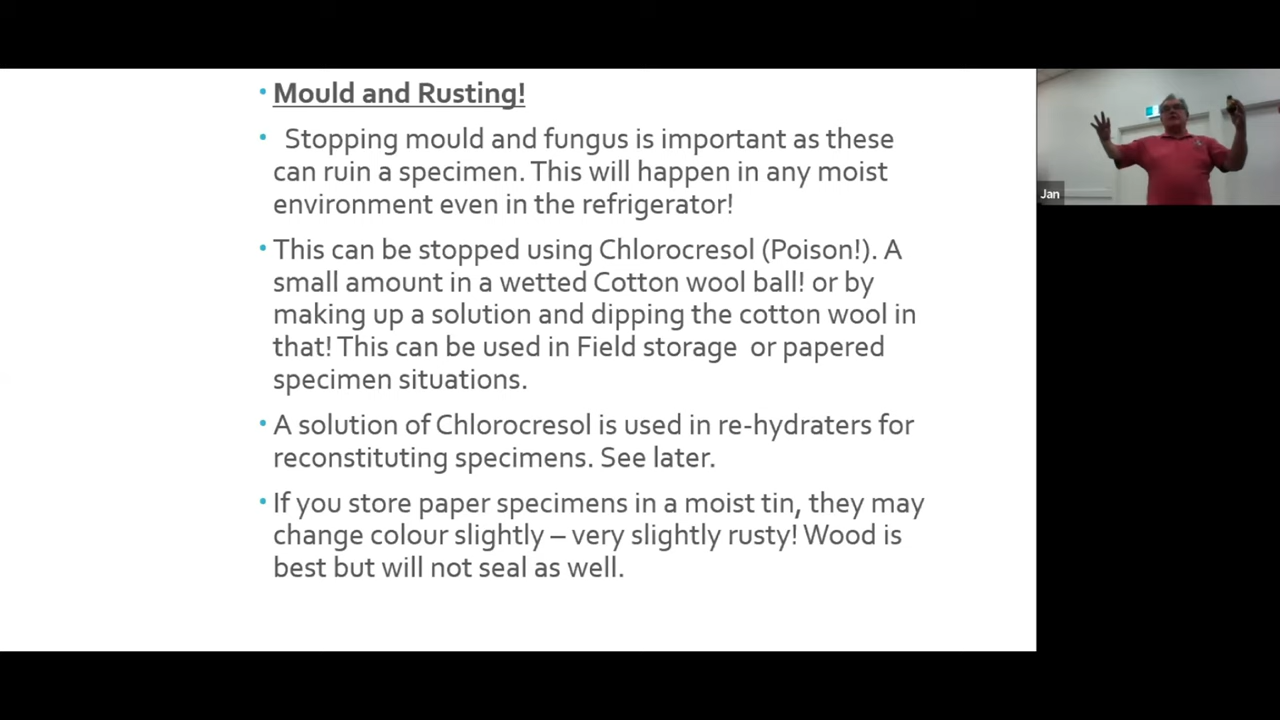 • Mould and Rusting!
• Stopping mould and fungus is important as these
can ruin a specimen. This will happen in any moist
environment even in the refrigerator!
• This can be stopped using Chlorocresol (Poison!). A
small amount in a wetted Cotton wool ball! or by
making up a solution and dipping the cotton wool in
that! This can be used in Field storage or papered
specimen situations.
• A solution of Chlorocresol is used in re-hydraters for
reconstituting specimens. See later.
• If you store paper specimens in a moist tin, they may
change colour slightly – very slightly rusty! Wood is
best but will not seal as well.
Jan